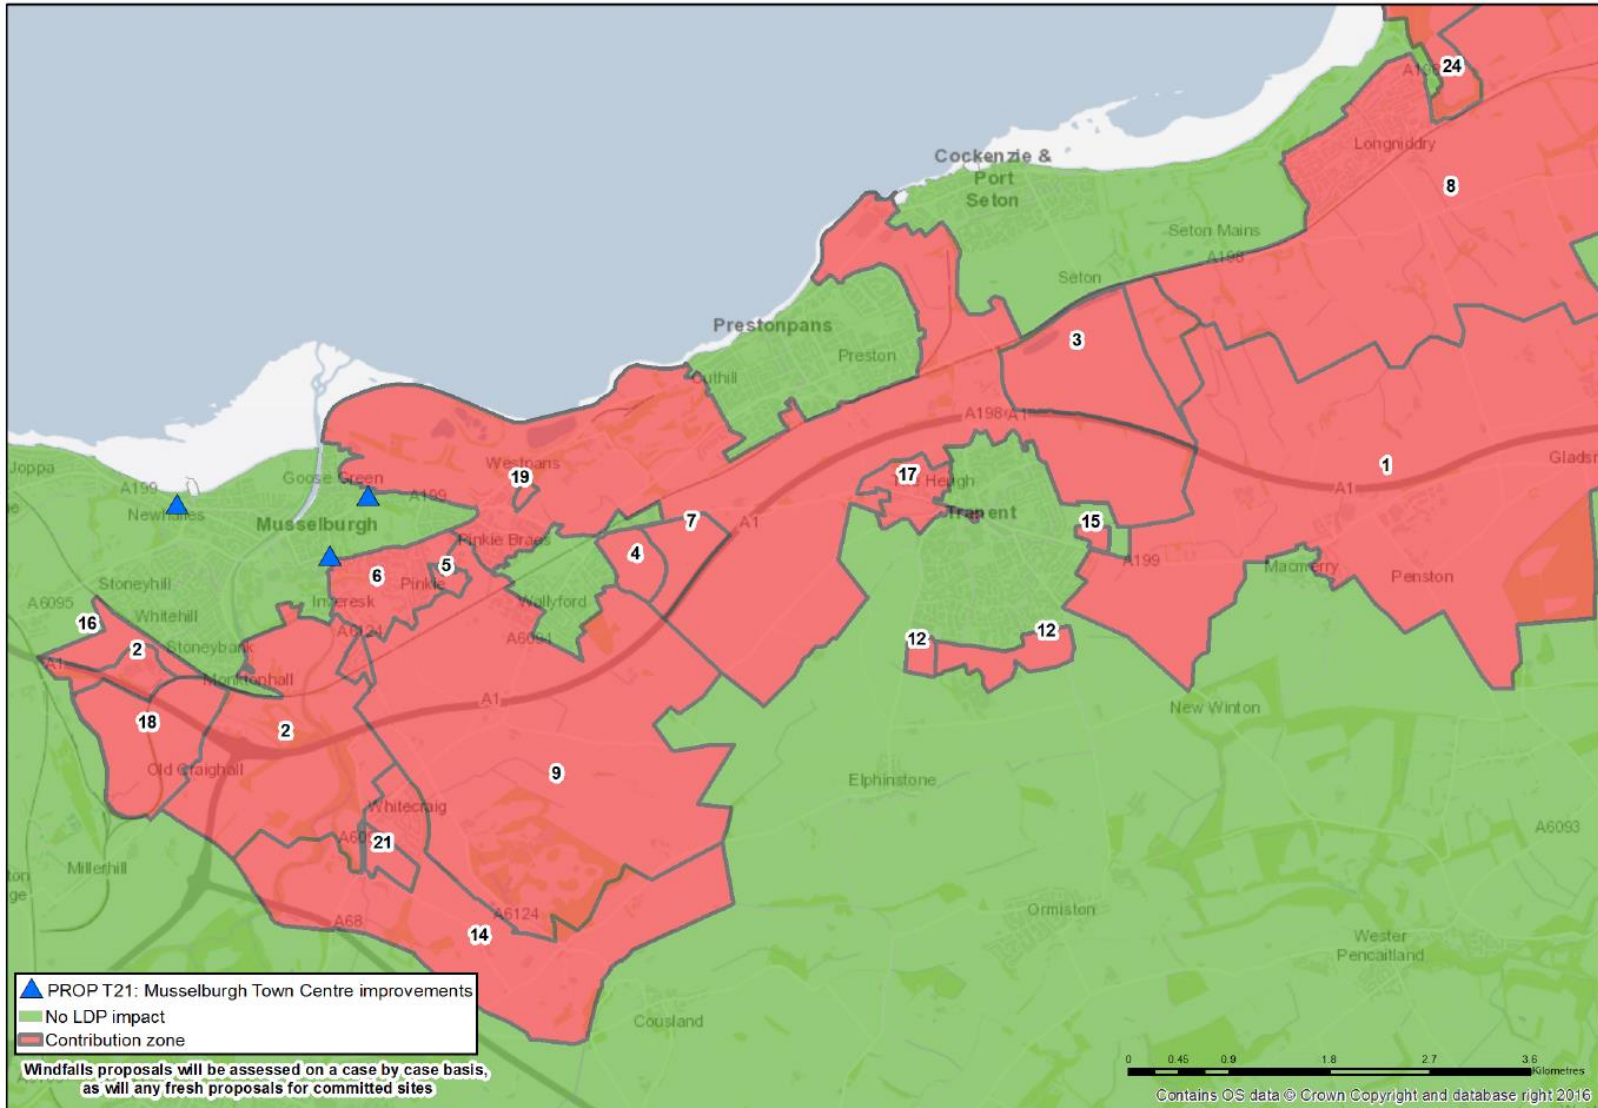 24
A198
Longniddry
8
Cockenzie &
Port
Seton
Seton Mains
A198
Seton
3
Prestonpans
Preston
Cuthill
A198
A1
1
A1
Joppa
A199
Goose Green
Westpans
19
17
Tranent
Newhailes
Musselburgh
A199
7
A1
15
A199
Macmerry
Penston
Pinkie Braes
4
5
6
Pinkie
Wallyford
Stoneyhill
A6095
Whitehill
Inveresk
A6124
A6094
16
2
Stoneybank
12
12
A1
Monktonhall
A1
New Winton
18
2
Old Craighall
9
Elphinstone
Whitecraig
21
A6093
Millerhill
A68
A6124
14
Ormiston
Wester
Pencaitland
Cousland
PROP T21: Musselburgh Town Centre improvements
No LDP impact
Contribution zone
Windfalls proposals will be assessed on a case by case basis,
as will any fresh proposals for committed sites
0 0.45 0.9 1.8 2.7 3.6
Kilometres
Contains OS data © Crown Copyright and database right 2016